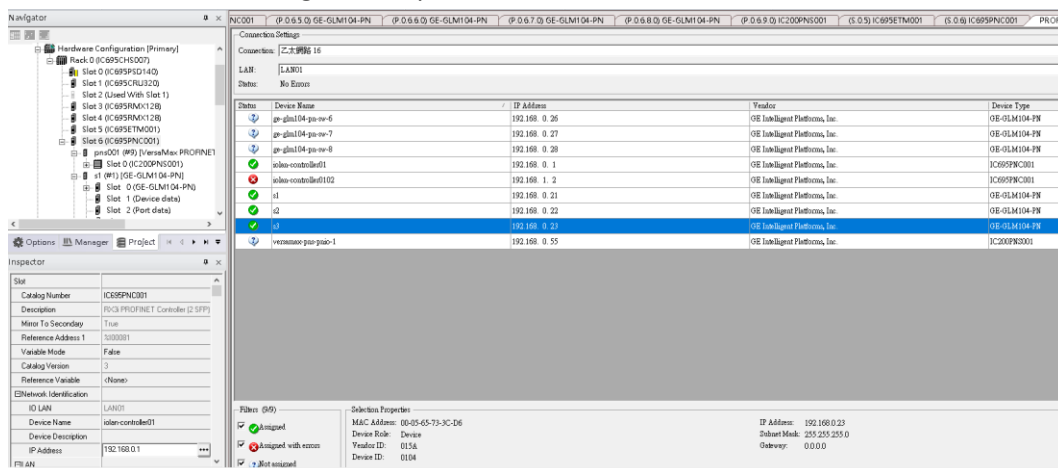 Navigator
NC001
(P.0.6.5.0) GE-GLM104-PN
(P.0.6.6.0) GE-GLM104-PN
(P.0.6.7.0) GE-GLM104-PN
(P.0.6.8.0) GE-GLM104-PN
(P.0.6.9.0) IC200PNS001
(S.0.5) IC695ETM001
(S.0.6) IC695PNC001
PROF
Hardware Configuration [Primary]
Rack 0 (IC695CHS007)
Slot 0 (IC695PSD140)
Slot 1 (IC695CRU320)
Slot 2 (Used With Slot 1)
Slot 3 (IC695RMX128)
Slot 4 (IC695RMX128)
Slot 5 (IC695ETM001)
Slot 6 (IC695PNC001)
pns001 (#9) [VersaMax PROFINET
Slot 0 (IC200PNS001)
s1 (#1) [GE-GLM104-PN]
Slot 0 (GE-GLM104-PN)
Slot 1 (Device data)
Slot 2 (Port data)
Options
Manager
Project
Connection Settings
Connection: 乙太網路 16
LAN: LAN01
Status: No Errors
Status Device Name IP Address Vendor Device Type
ge-glm104-pn-sw-6 192.168. 0. 26 GE Intelligent Platforms, Inc. GE-GLM104-PN
ge-glm104-pn-sw-7 192.168. 0. 27 GE Intelligent Platforms, Inc. GE-GLM104-PN
ge-glm104-pn-sw-8 192.168. 0. 28 GE Intelligent Platforms, Inc. GE-GLM104-PN
iolan-controller01 192.168. 0. 1 GE Intelligent Platforms, Inc. IC695PNC001
iolan-controller0102 192.168. 1. 2 GE Intelligent Platforms, Inc. IC695PNC001
s1 192.168. 0. 21 GE Intelligent Platforms, Inc. GE-GLM104-PN
s2 192.168. 0. 22 GE Intelligent Platforms, Inc. GE-GLM104-PN
s3 192.168. 0. 23 GE Intelligent Platforms, Inc. GE-GLM104-PN
versamax-pns-pnio-1 192.168. 0. 55 GE Intelligent Platforms, Inc. IC200PNS001
Inspector
Slot
Catalog Number IC695PNC001
Description RX3i PROFINET Controller (2 SFP)
Mirror To Secondary True
Reference Address 1 %I00081
Variable Mode False
Catalog Version 3
Reference Variable <None>
Network Identification
IO LAN LAN01
Device Name iolan-controller01
Device Description
IP Address 192.168.0.1
LAN
Filters (9/9)
Assigned
Assigned with errors
Not assigned
Selection Properties
MAC Address: 00-05-65-73-3C-D6
Device Role: Device
Vendor ID: 015A
Device ID: 0104
IP Address: 192.168.0.23
Subnet Mask: 255.255.255.0
Gateway: 0.0.0.0